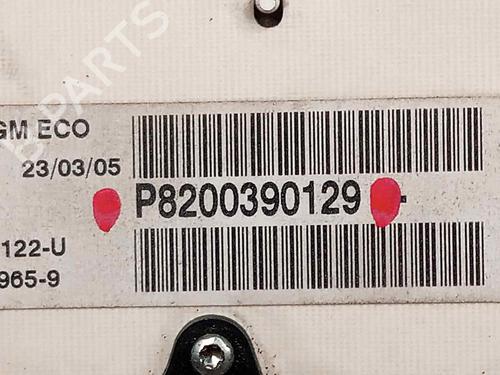 B-PARTS
GM ECO
23/03/05
P8200390129 -
122-U
965-9